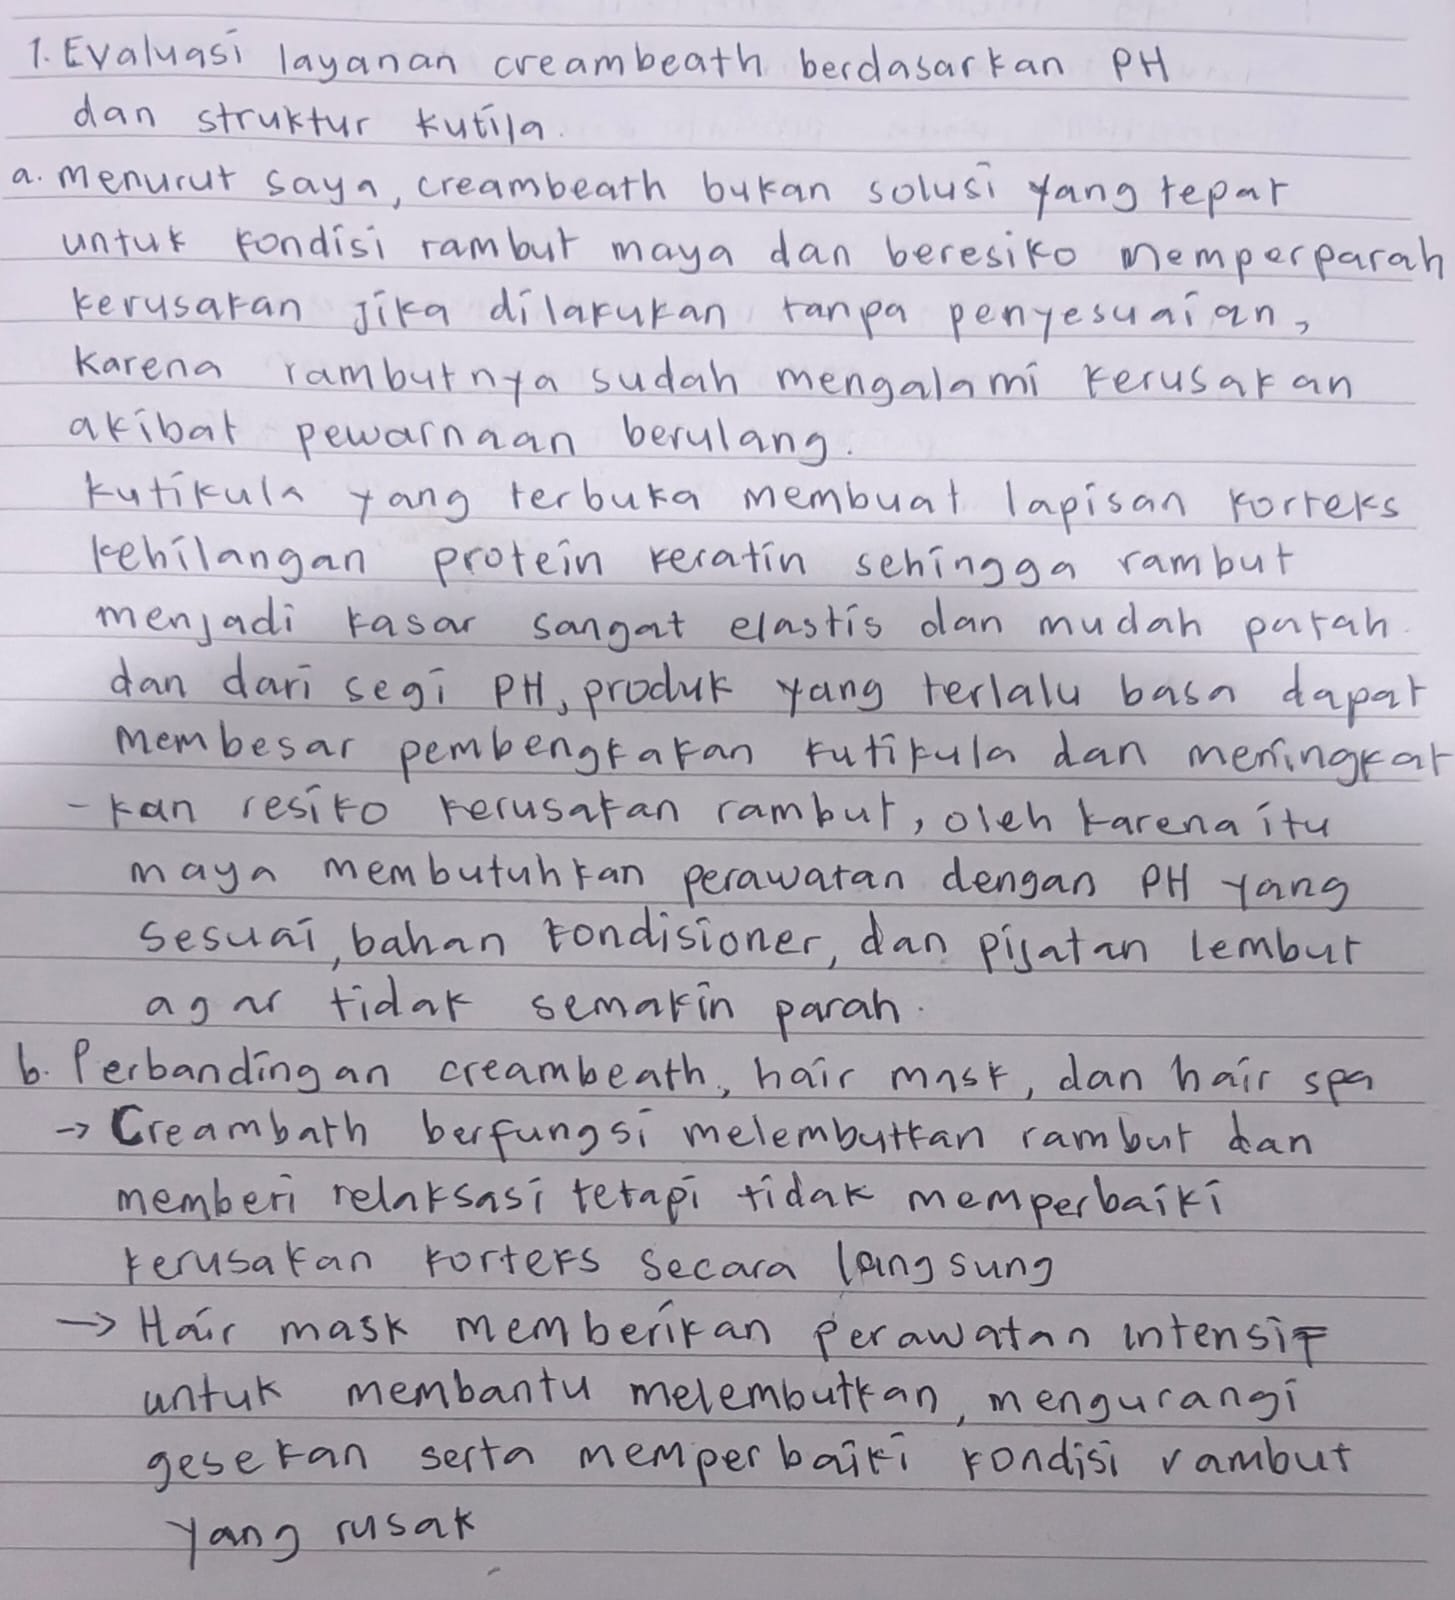 1. Evaluasi layanan creambeath berdasarkan PH
dan struktur kutila.
a. menurut saya, creambeath bukan solusi yang tepat
untuk kondisi rambut maya dan beresiko memperparah
kerusakan jika dilakukan tanpa penyesuaian,
karena rambutnya sudah mengalami kerusakan
akibat pewarnaan berulang.
kutikula yang terbuka membuat lapisan korteks
kehilangan protein keratin sehingga rambut
menjadi kasar sangat elastis dan mudah patah.
dan dari segi PH, produk yang terlalu basa dapat
membesar pembengkakan kutikula dan meningkat
- kan resiko kerusakan rambut, oleh karena itu
maya membutuhkan perawatan dengan PH yang
sesuai, bahan kondisioner, dan pijatan lembut
agar tidak semakin parah.
b. Perbandingan creambeath, hair mask, dan hair spa
→ Creambath berfungsi melembutkan rambut dan
memberi relaksasi tetapi tidak memperbaiki
kerusakan korteks secara langsung
→ Hair mask memberikan perawatan intensif
untuk membantu melembutkan, mengurangi
gesekan serta memperbaiki kondisi rambut
yang rusak